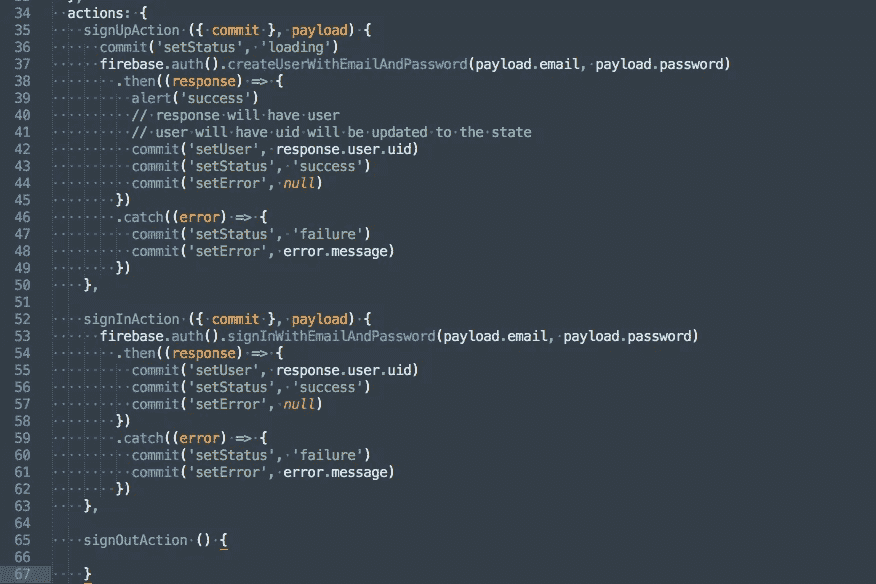 34 actions: {
35 signUpAction ({ commit }, payload) {
36 commit('setStatus', 'loading')
37 firebase.auth().createUserWithEmailAndPassword(payload.email, payload.password)
38 .then((response) => {
39 alert('success')
40 // response will have user
41 // user will have uid will be updated to the state
42 commit('setUser', response.user.uid)
43 commit('setStatus', 'success')
44 commit('setError', null)
45 })
46 .catch((error) => {
47 commit('setStatus', 'failure')
48 commit('setError', error.message)
49 })
50 },
51
52 signInAction ({ commit }, payload) {
53 firebase.auth().signInWithEmailAndPassword(payload.email, payload.password)
54 .then((response) => {
55 commit('setUser', response.user.uid)
56 commit('setStatus', 'success')
57 commit('setError', null)
58 })
59 .catch((error) => {
60 commit('setStatus', 'failure')
61 commit('setError', error.message)
62 })
63 },
64
65 signOutAction () {
66
67 }